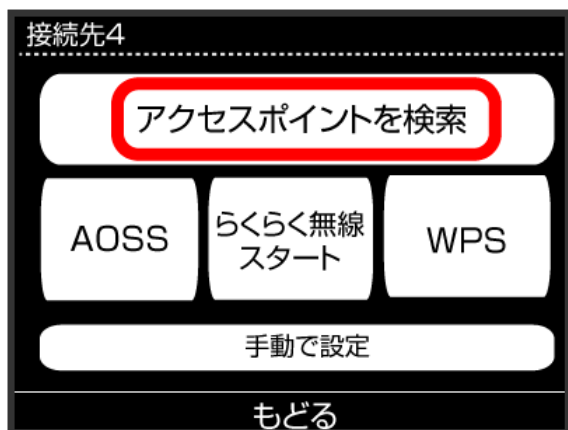 接続先4
アクセスポイントを検索
AOSS
らくらく無線
スタート
WPS
手動で設定
もどる